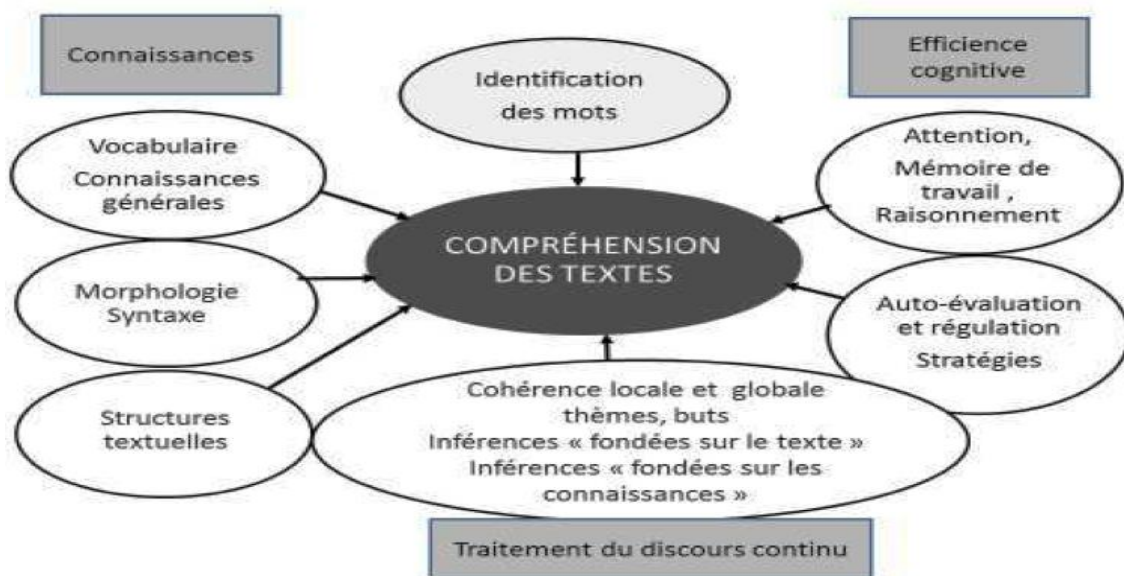 Connaissances
Identification
des mots
Efficience
cognitive
Vocabulaire
Connaissances
générales
Attention,
Mémoire de
travail ,
Raisonnement
COMPRÉHENSION
DES TEXTES
Morphologie
Syntaxe
Auto-évaluation
et régulation
Stratégies
Structures
textuelles
Cohérence locale et globale
thèmes, buts
Inférences « fondées sur le texte »
Inférences « fondées sur les
connaissances »
Traitement du discours continu